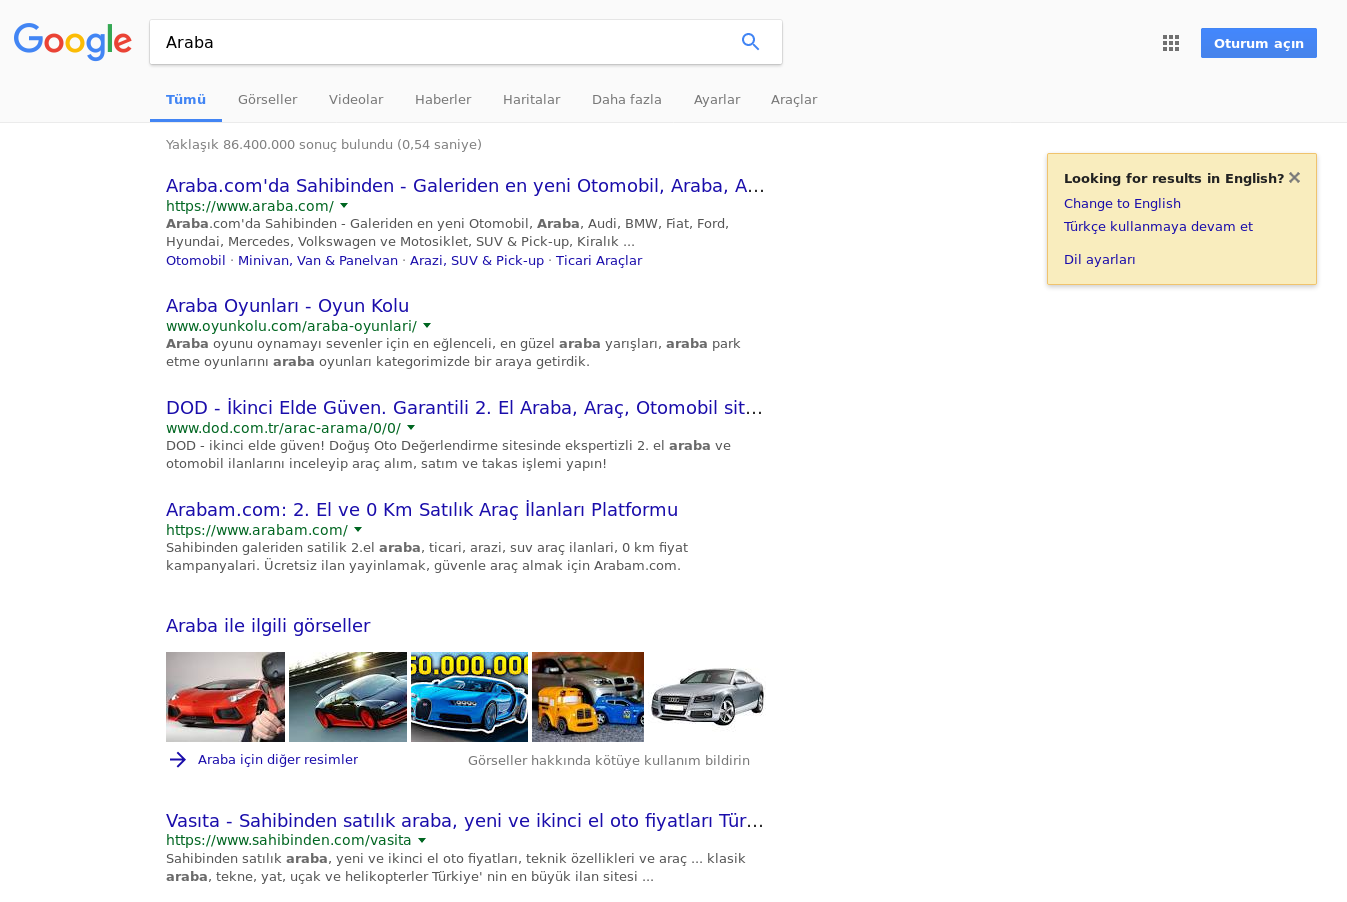 Google
Araba
Oturum açın
Tümü Görseller Videolar Haberler Haritalar Daha fazla Ayarlar Araçlar
Yaklaşık 86.400.000 sonuç bulundu (0,54 saniye)
Araba.com'da Sahibinden - Galeriden en yeni Otomobil, Araba, A...
https://www.araba.com/
Araba.com'da Sahibinden - Galeriden en yeni Otomobil, Araba, Audi, BMW, Fiat, Ford,
Hyundai, Mercedes, Volkswagen ve Motosiklet, SUV & Pick-up, Kiralık ...
Otomobil · Minivan, Van & Panelvan · Arazi, SUV & Pick-up · Ticari Araçlar
Araba Oyunları - Oyun Kolu
www.oyunkolu.com/araba-oyunlari/
Araba oyunu oynamayı sevenler için en eğlenceli, en güzel araba yarışları, araba park
etme oyunlarını araba oyunları kategorimizde bir araya getirdik.
DOD - İkinci Elde Güven. Garantili 2. El Araba, Araç, Otomobil sit...
www.dod.com.tr/arac-arama/0/0/
DOD - ikinci elde güven! Doğuş Oto Değerlendirme sitesinde ekspertizli 2. el araba ve
otomobil ilanlarını inceleyip araç alım, satım ve takas işlemi yapın!
Arabam.com: 2. El ve 0 Km Satılık Araç İlanları Platformu
https://www.arabam.com/
Sahibinden galeriden satilik 2.el araba, ticari, arazi, suv araç ilanlari, 0 km fiyat
kampanyalari. Ücretsiz ilan yayinlamak, güvenle araç almak için Arabam.com.
Araba ile ilgili görseller
50.000.000
Araba için diğer resimler
Görseller hakkında kötüye kullanım bildirin
Vasıta - Sahibinden satılık araba, yeni ve ikinci el oto fiyatları Tür...
https://www.sahibinden.com/vasita
Sahibinden satılık araba, yeni ve ikinci el oto fiyatları, teknik özellikleri ve araç ... klasik
araba, tekne, yat, uçak ve helikopterler Türkiye' nin en büyük ilan sitesi ...
Looking for results in English?
Change to English
Türkçe kullanmaya devam et
Dil ayarları